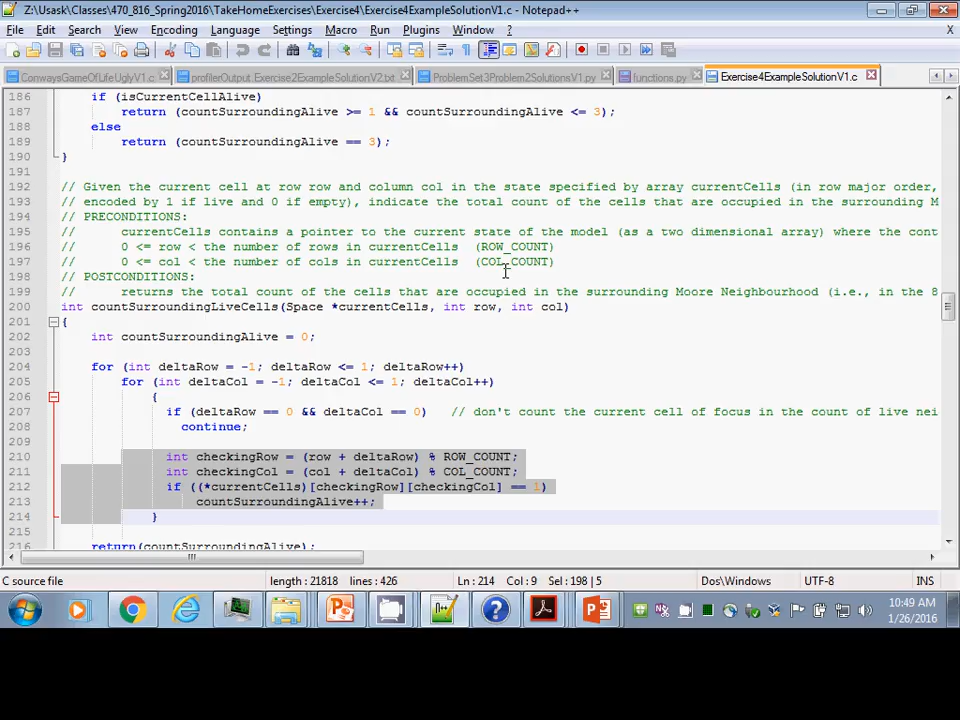 Z:\Usask\Classes\470_816_Spring2016\TakeHomeExercises\Exercise4\Exercise4ExampleSolutionV1.c - Notepad++
File Edit Search View Encoding Language Settings Macro Run Plugins Window ? X
ConwaysGameOfLifeUglyV1.c profilerOutput Exercise2ExampleSolutionV2.txt ProblemSet3Problem2SolutionsV1.py functions.py Exercise4ExampleSolutionV1.c
186 if (isCurrentCellAlive)
187 return (countSurroundingAlive >= 1 && countSurroundingAlive <= 3);
188 else
189 return (countSurroundingAlive == 3);
190 }
191
192 // Given the current cell at row row and column col in the state specified by array currentCells (in row major order,
193 // encoded by 1 if live and 0 if empty), indicate the total count of the cells that are occupied in the surrounding M
194 // PRECONDITIONS:
195 // currentCells contains a pointer to the current state of the model (as a two dimensional array) where the cont
196 // 0 <= row < the number of rows in currentCells (ROW_COUNT)
197 // 0 <= col < the number of cols in currentCells (COL_COUNT)
198 // POSTCONDITIONS:
199 // returns the total count of the cells that are occupied in the surrounding Moore Neighbourhood (i.e., in the 8
200 int countSurroundingLiveCells(Space *currentCells, int row, int col)
201 {
202 int countSurroundingAlive = 0;
203
204 for (int deltaRow = -1; deltaRow <= 1; deltaRow++)
205 for (int deltaCol = -1; deltaCol <= 1; deltaCol++)
206 {
207 if (deltaRow == 0 && deltaCol == 0) // don't count the current cell of focus in the count of live nei
208 continue;
209
210 int checkingRow = (row + deltaRow) % ROW_COUNT;
211 int checkingCol = (col + deltaCol) % COL_COUNT;
212 if ((*currentCells)[checkingRow][checkingCol] == 1)
213 countSurroundingAlive++;
214 }
215
216 return(countSurroundingAlive);
C source file length : 21818 lines : 426 Ln : 214 Col : 9 Sel : 198 | 5 Dos\Windows UTF-8 INS
10:49 AM
1/26/2016